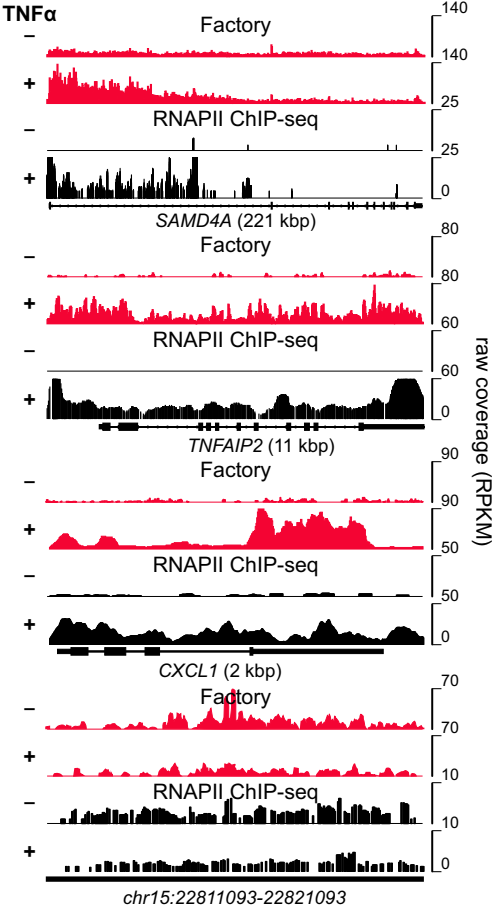 TNFα
140
− Factory
140
+
25
− RNAPII ChIP-seq
25
+
0
SAMD4A (221 kbp)
80
− Factory
80
+
60
− RNAPII ChIP-seq
60
+
0
TNFAIP2 (11 kbp)
90
− Factory
90
+
50
− RNAPII ChIP-seq
50
+
0
CXCL1 (2 kbp)
70
− Factory
70
+
10
− RNAPII ChIP-seq
10
+
0
chr15:22811093-22821093
raw coverage (RPKM)